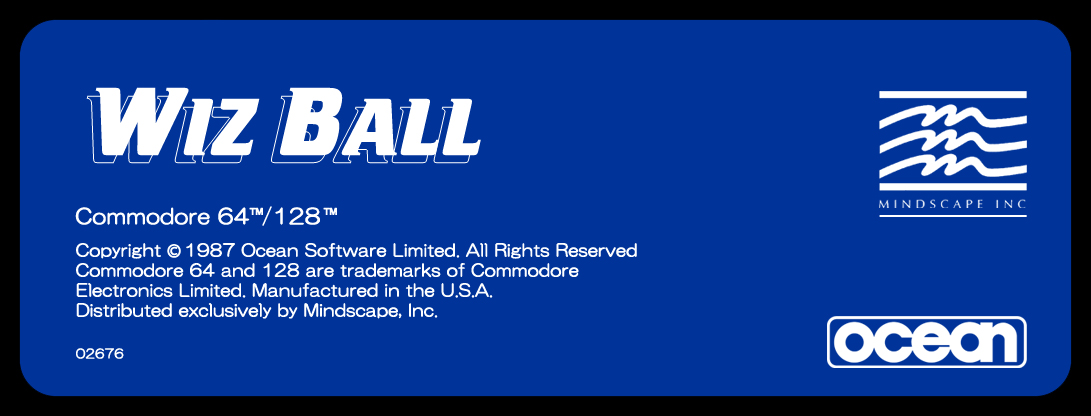 WIZ BALL
MINDSCAPE INC
Commodore 64™/128™
Copyright © 1987 Ocean Software Limited. All Rights Reserved
Commodore 64 and 128 are trademarks of Commodore
Electronics Limited. Manufactured in the U.S.A.
Distributed exclusively by Mindscape, Inc.
02676
ocean